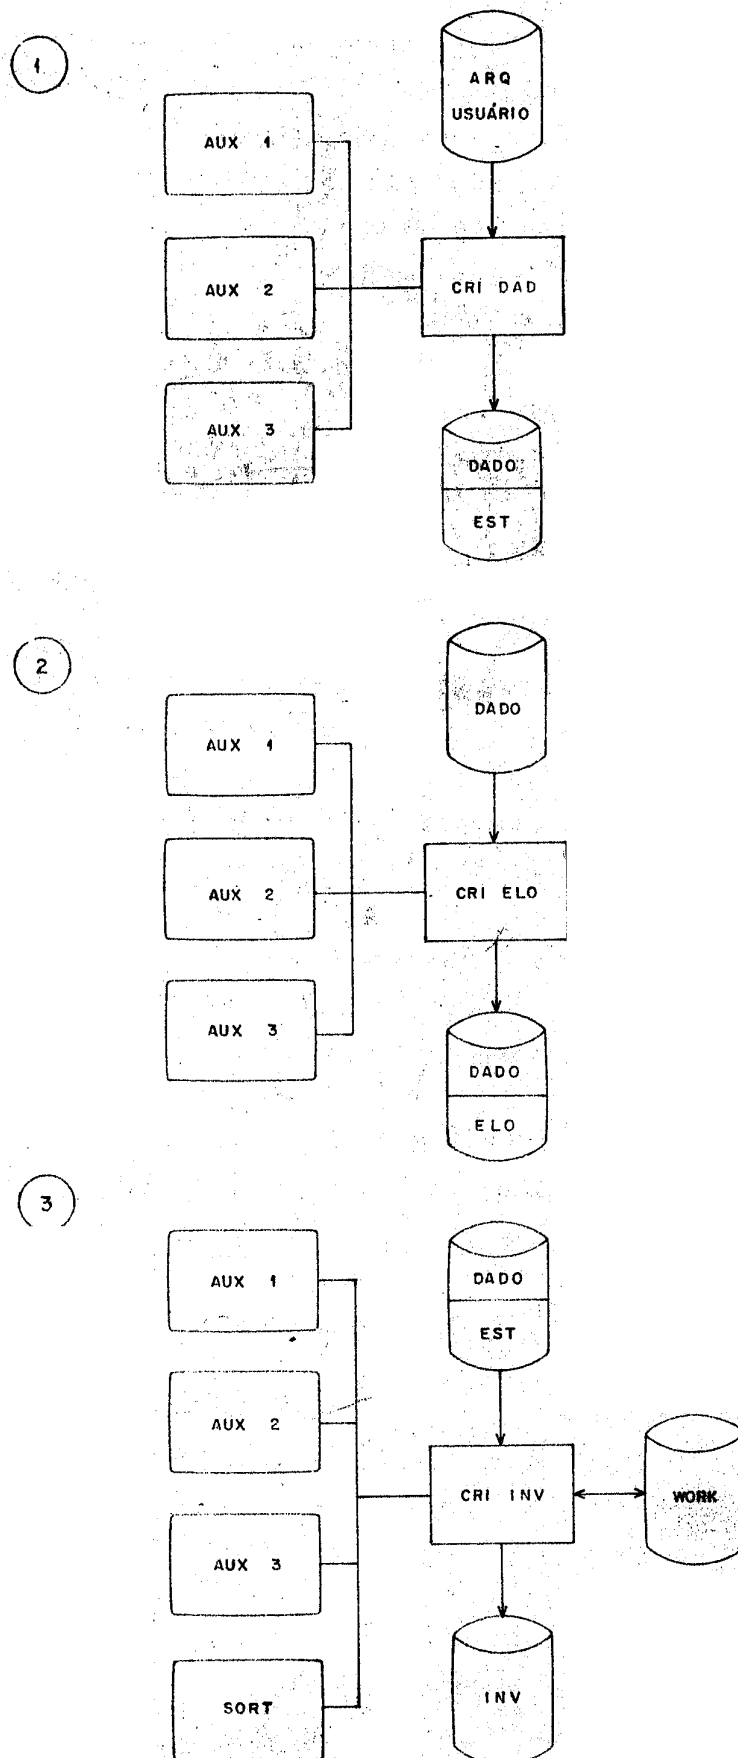 1
ARQ
USUÁRIO
AUX 1
AUX 2
CRI DAD
AUX 3
DADO
EST
2
DADO
AUX 1
AUX 2
CRI ELO
AUX 3
DADO
ELO
3
AUX 1
DADO
EST
AUX 2
CRI INV
WORK
AUX 3
SORT
INV